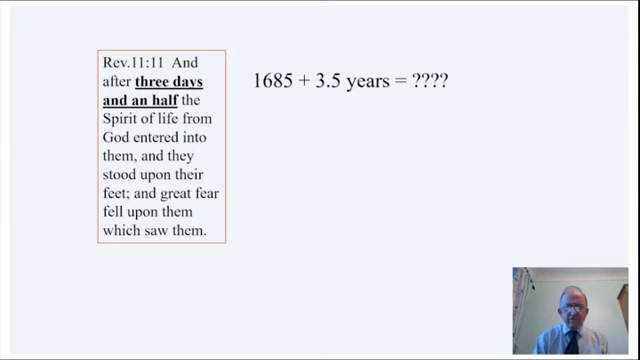 Rev.11:11 And
after three days
and an half the
Spirit of life from
God entered into
them, and they
stood upon their
feet; and great fear
fell upon them
which saw them.
1685 + 3.5 years = ????